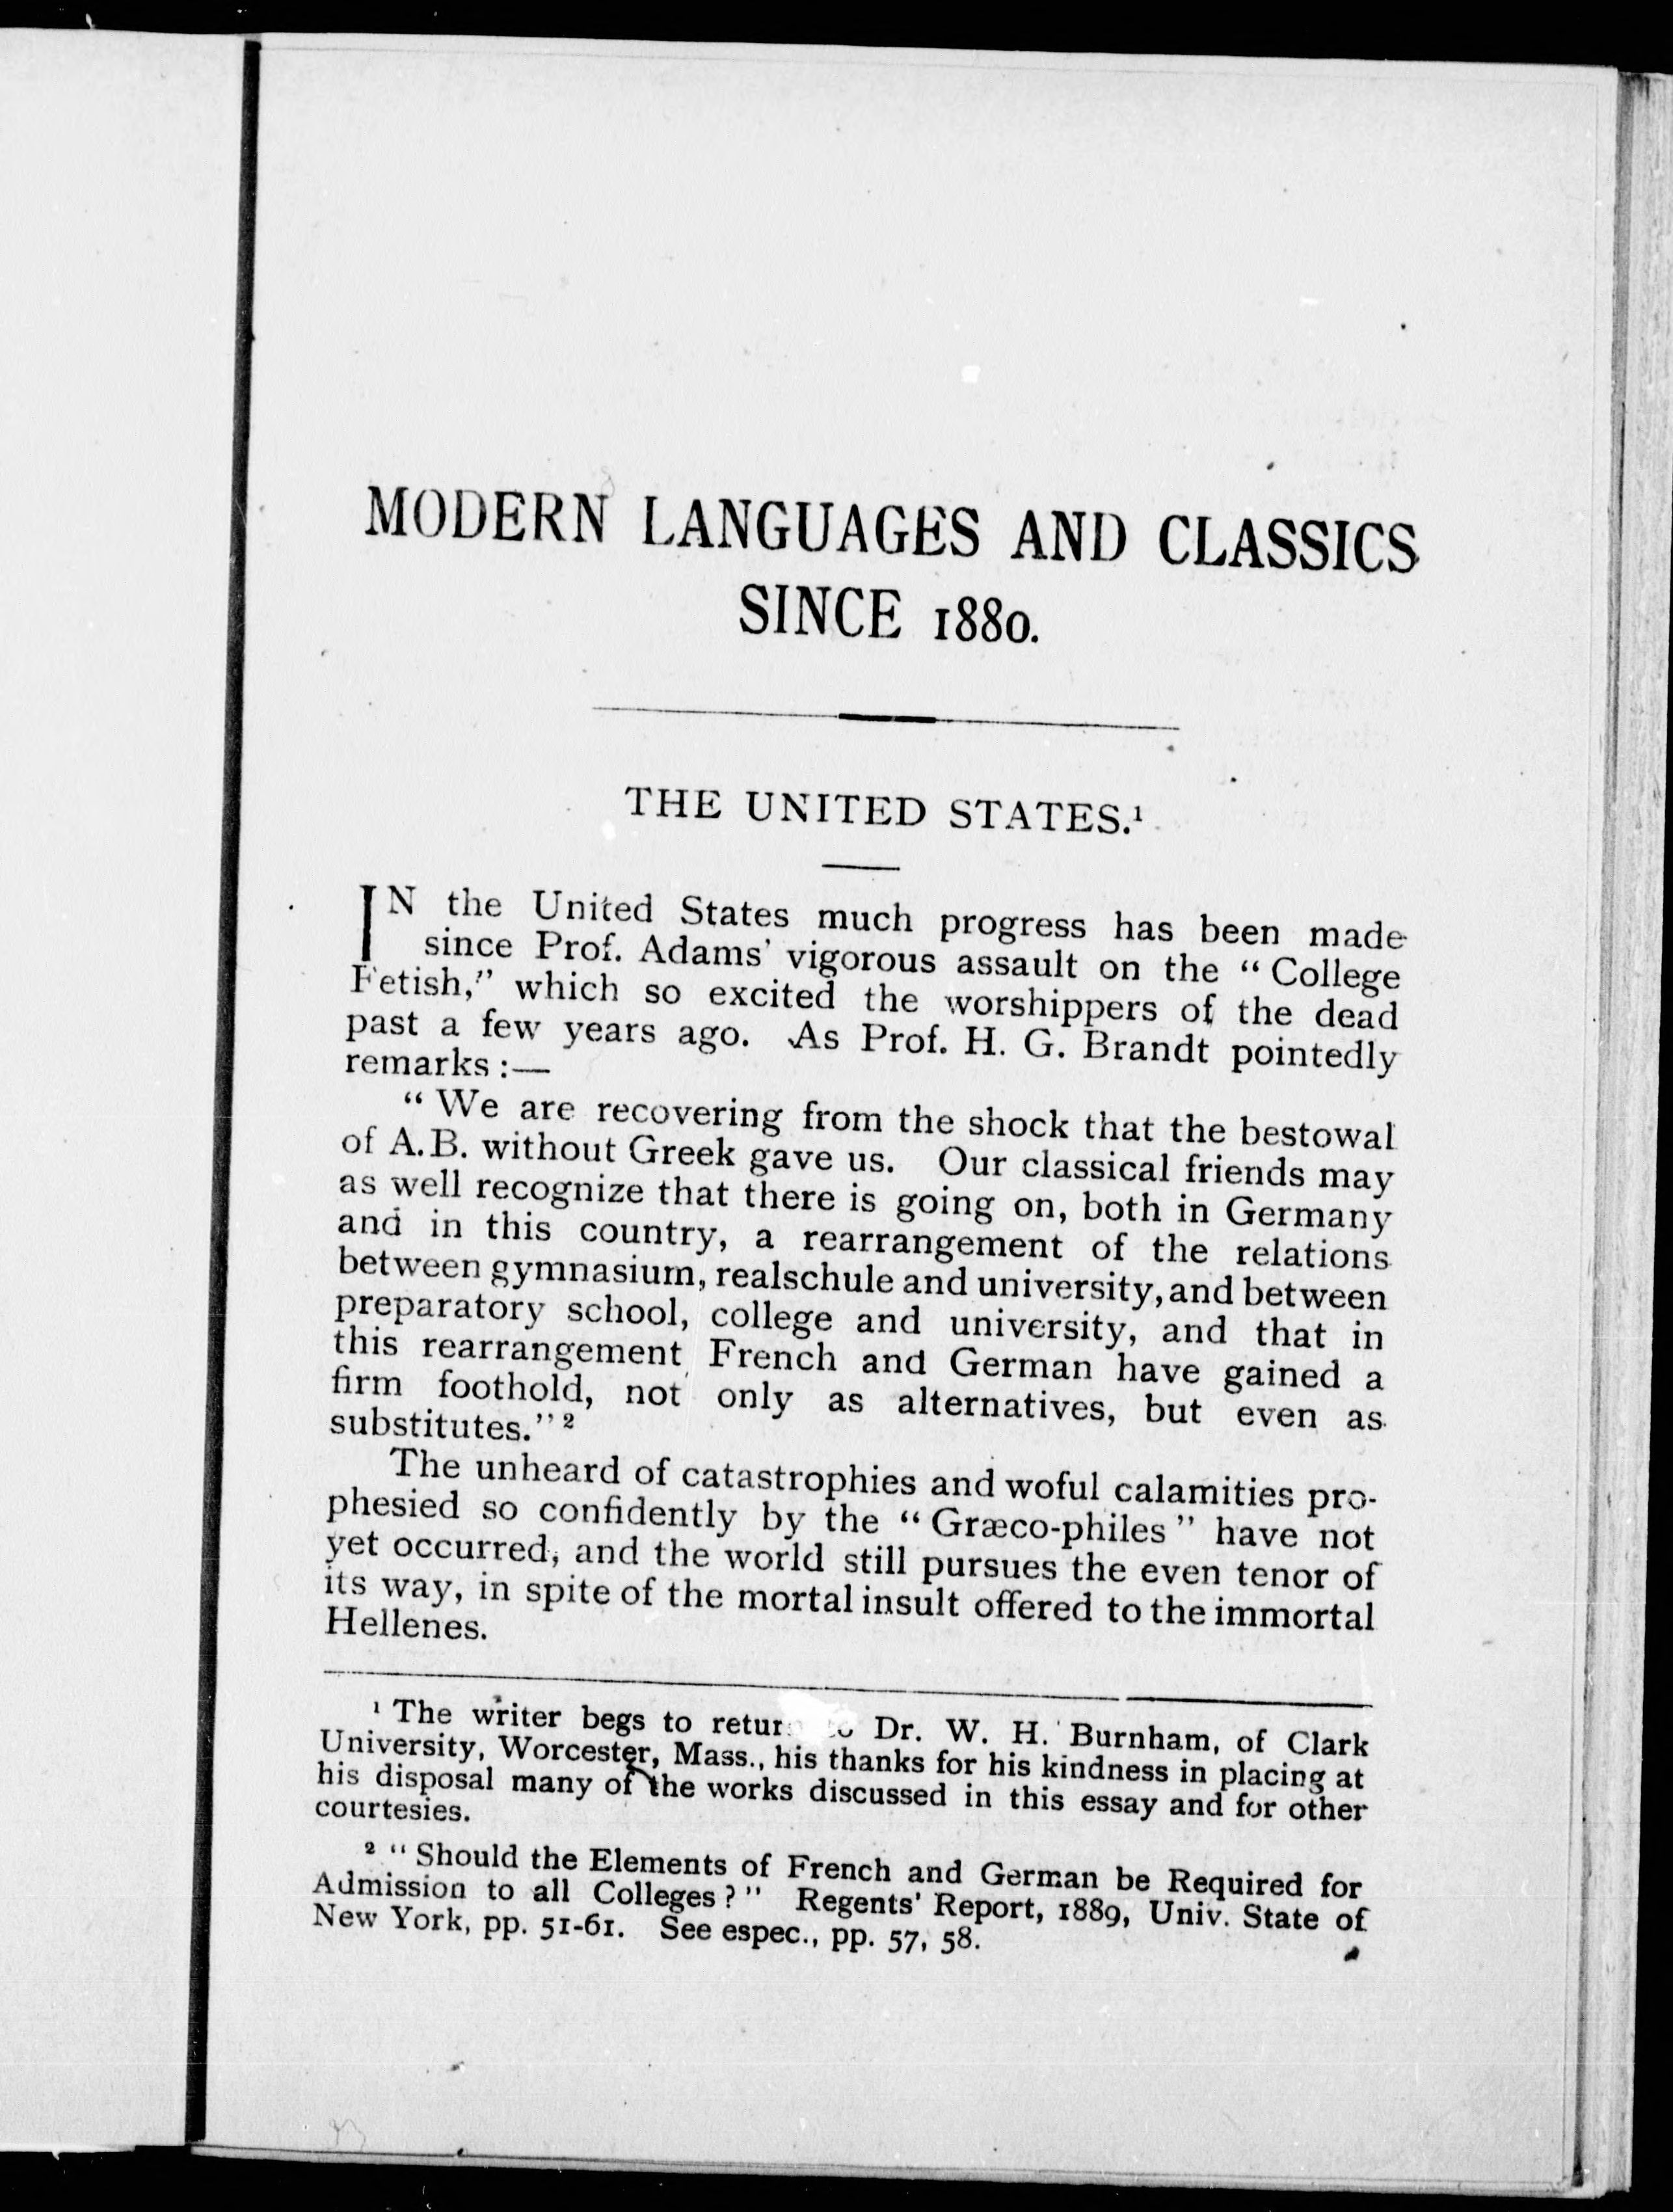 MODERN LANGUAGES AND CLASSICS
SINCE 1880.
THE UNITED STATES.¹
IN the United States much progress has been made
since Prof. Adams' vigorous assault on the “College
Fetish,” which so excited the worshippers of the dead
past a few years ago. As Prof. H. G. Brandt pointedly
remarks:—
“We are recovering from the shock that the bestowal
of A.B. without Greek gave us. Our classical friends may
as well recognize that there is going on, both in Germany
and in this country, a rearrangement of the relations
between gymnasium, realschule and university, and between
preparatory school, college and university, and that in
this rearrangement French and German have gained a
firm foothold, not only as alternatives, but even as
substitutes.”²
The unheard of catastrophies and woful calamities pro-
phesied so confidently by the “Græco-philes” have not
yet occurred, and the world still pursues the even tenor of
its way, in spite of the mortal insult offered to the immortal
Hellenes.
¹ The writer begs to Dr. W. H. Burnham, of Clark
University, Worcester, Mass., his thanks for his kindness in placing at
his disposal many of the works discussed in this essay and for other
courtesies.
² “Should the Elements of French and German be Required for
Admission to all Colleges?” Regents' Report, 1889, Univ. State of
New York, pp. 51-61. See espec., pp. 57, 58.